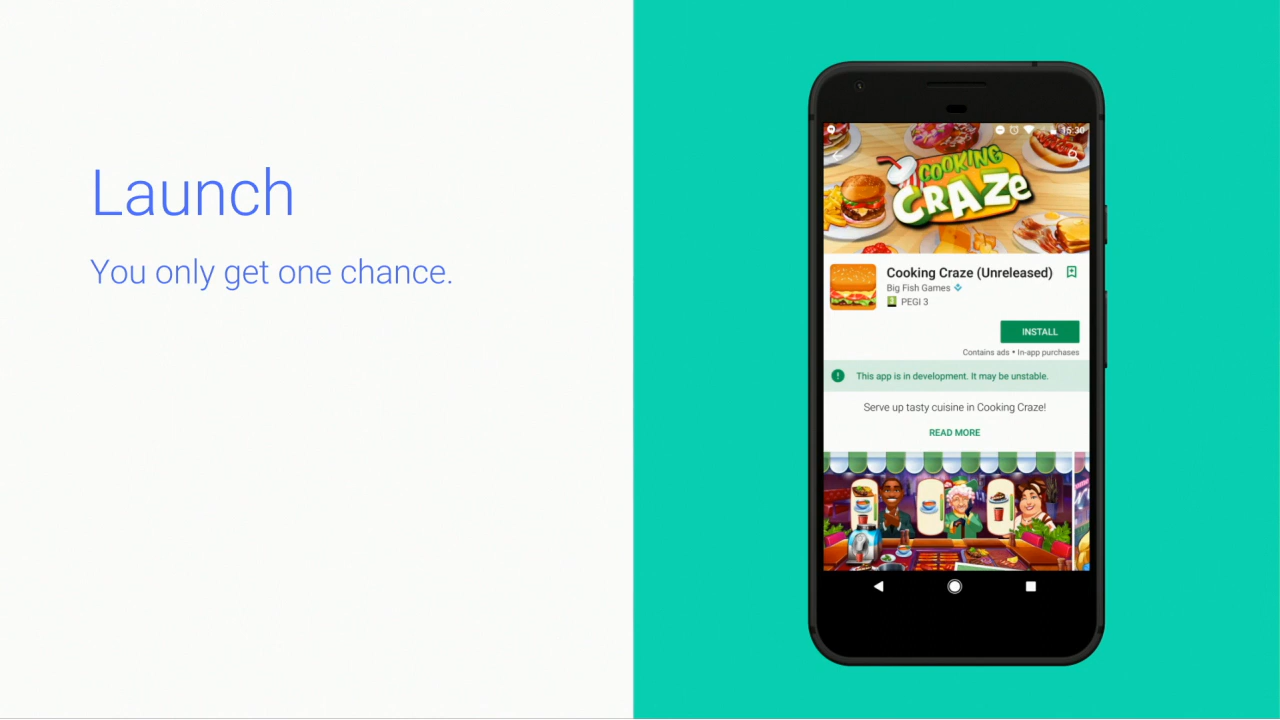 Launch
You only get one chance.
15:30
COOKING
CRAZe
Cooking Craze (Unreleased)
Big Fish Games
PEGI 3
INSTALL
Contains ads • In-app purchases
This app is in development. It may be unstable.
Serve up tasty cuisine in Cooking Craze!
READ MORE